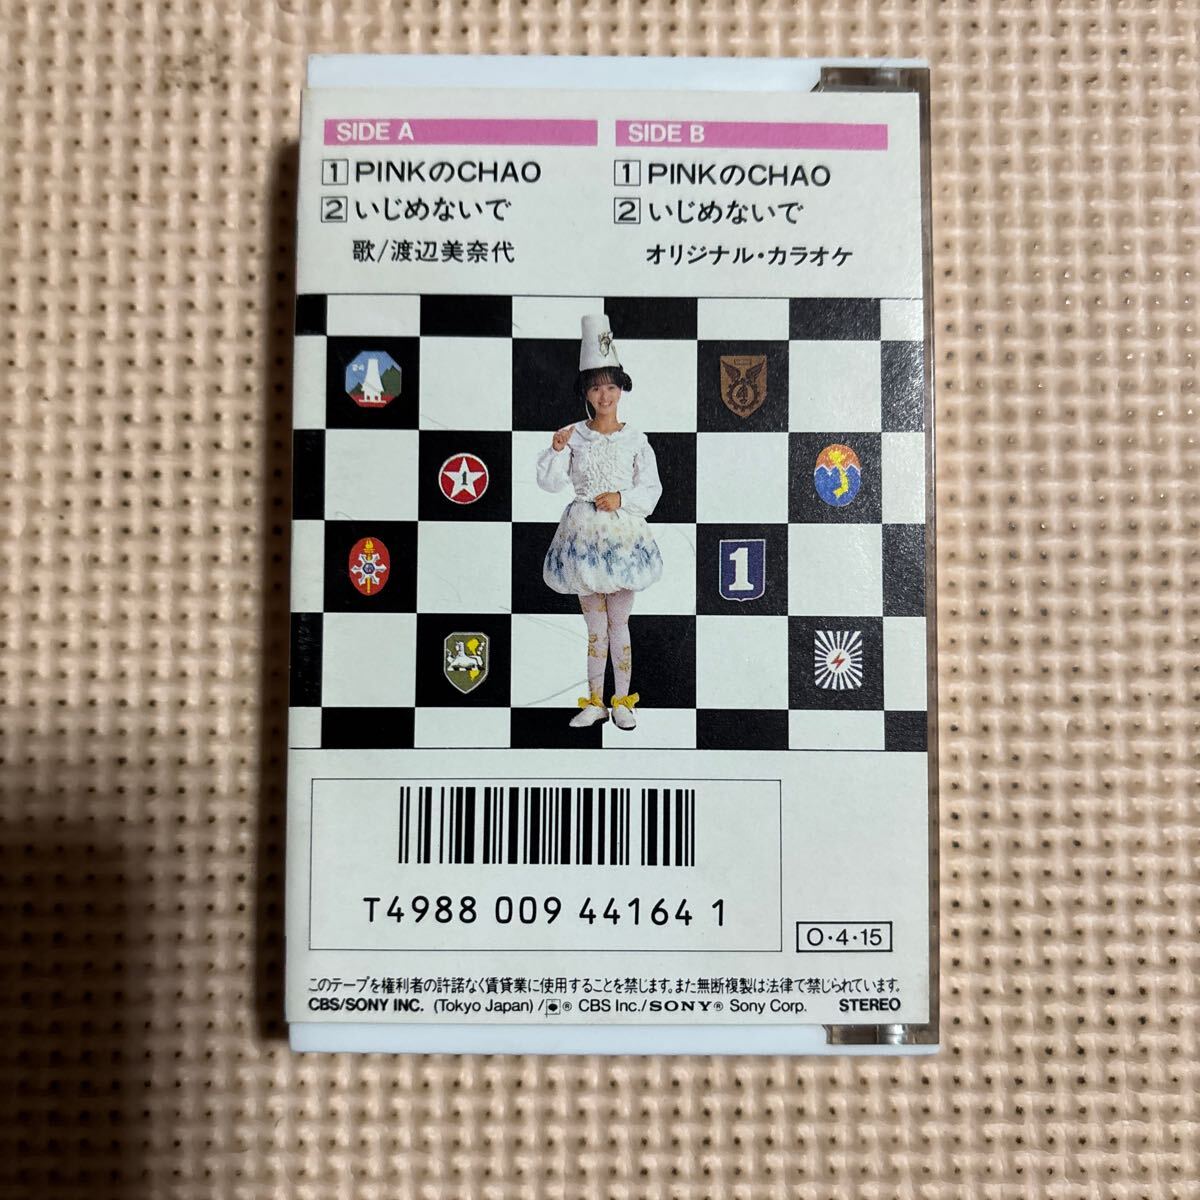 SIDE A
1 PINKのCHAO
2 いじめないで
歌/渡辺美奈代
SIDE B
1 PINKのCHAO
2 いじめないで
オリジナル・カラオケ
24
4
1
1
T4988 009 44164 1
O・4・15
このテープを権利者の許諾なく賃貸業に使用することを禁じます。また無断複製は法律で禁じられています。
CBS/SONY INC. (Tokyo Japan) /® CBS Inc./SONY® Sony Corp. STEREO